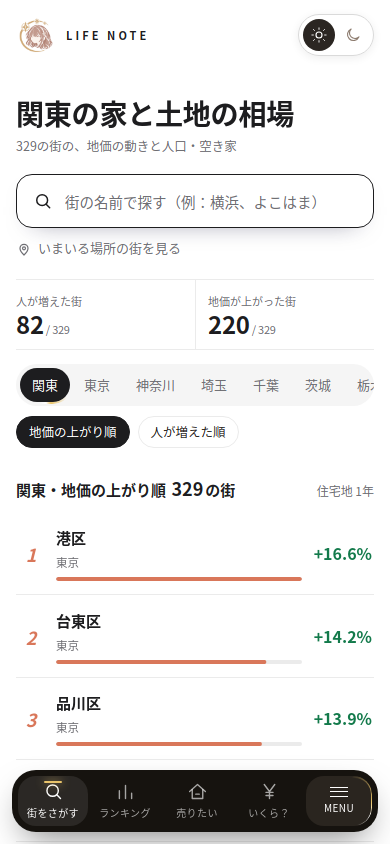 LIFE NOTE
関東の家と土地の相場
329の街の、地価の動きと人口・空き家
街の名前で探す（例：横浜、よこはま）
いまいる場所の街を見る
人が増えた街
82 / 329
地価が上がった街
220 / 329
関東 東京 神奈川 埼玉 千葉 茨城
地価の上がり順 人が増えた順
関東・地価の上がり順 329の街 住宅地 1年
1 港区 +16.6%
東京
2 台東区 +14.2%
東京
3 品川区 +13.9%
東京
街をさがす ランキング 売りたい いくら？ MENU